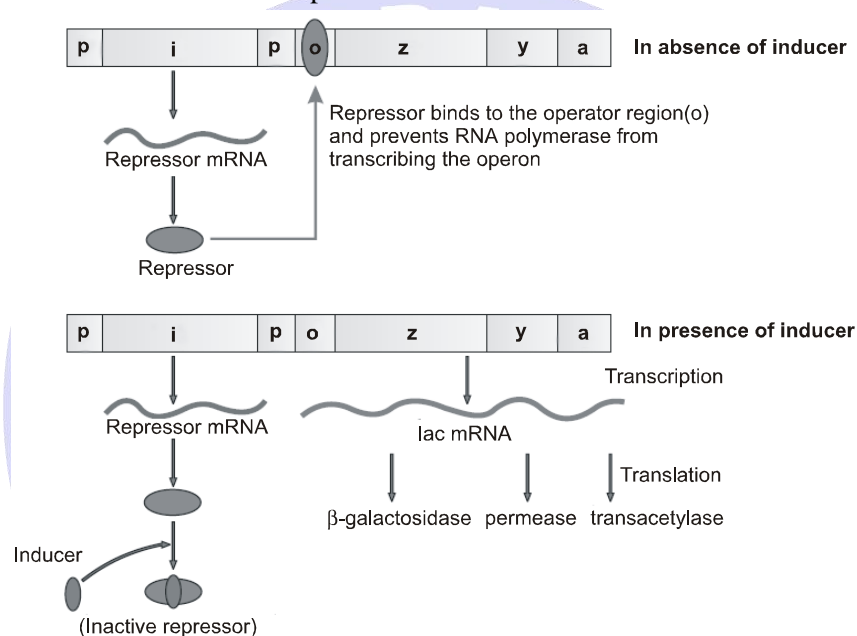 p i p o z y a In absence of inducer
Repressor binds to the operator region(o)
and prevents RNA polymerase from
transcribing the operon
Repressor mRNA
Repressor
p i p o z y a In presence of inducer
Transcription
Repressor mRNA
lac mRNA
Translation
β-galactosidase permease transacetylase
Inducer
(Inactive repressor)